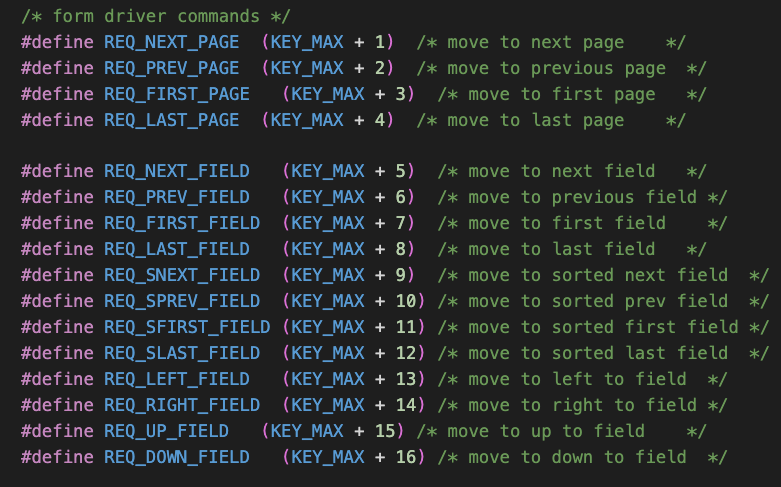 /* form driver commands */
#define REQ_NEXT_PAGE  (KEY_MAX + 1)  /* move to next page    */
#define REQ_PREV_PAGE  (KEY_MAX + 2)  /* move to previous page  */
#define REQ_FIRST_PAGE   (KEY_MAX + 3)  /* move to first page   */
#define REQ_LAST_PAGE  (KEY_MAX + 4)  /* move to last page    */

#define REQ_NEXT_FIELD   (KEY_MAX + 5)  /* move to next field   */
#define REQ_PREV_FIELD   (KEY_MAX + 6)  /* move to previous field */
#define REQ_FIRST_FIELD  (KEY_MAX + 7)  /* move to first field    */
#define REQ_LAST_FIELD   (KEY_MAX + 8)  /* move to last field   */
#define REQ_SNEXT_FIELD  (KEY_MAX + 9)  /* move to sorted next field  */
#define REQ_SPREV_FIELD  (KEY_MAX + 10) /* move to sorted prev field  */
#define REQ_SFIRST_FIELD (KEY_MAX + 11) /* move to sorted first field */
#define REQ_SLAST_FIELD  (KEY_MAX + 12) /* move to sorted last field  */
#define REQ_LEFT_FIELD   (KEY_MAX + 13) /* move to left to field  */
#define REQ_RIGHT_FIELD  (KEY_MAX + 14) /* move to right to field */
#define REQ_UP_FIELD   (KEY_MAX + 15) /* move to up to field    */
#define REQ_DOWN_FIELD   (KEY_MAX + 16) /* move to down to field  */